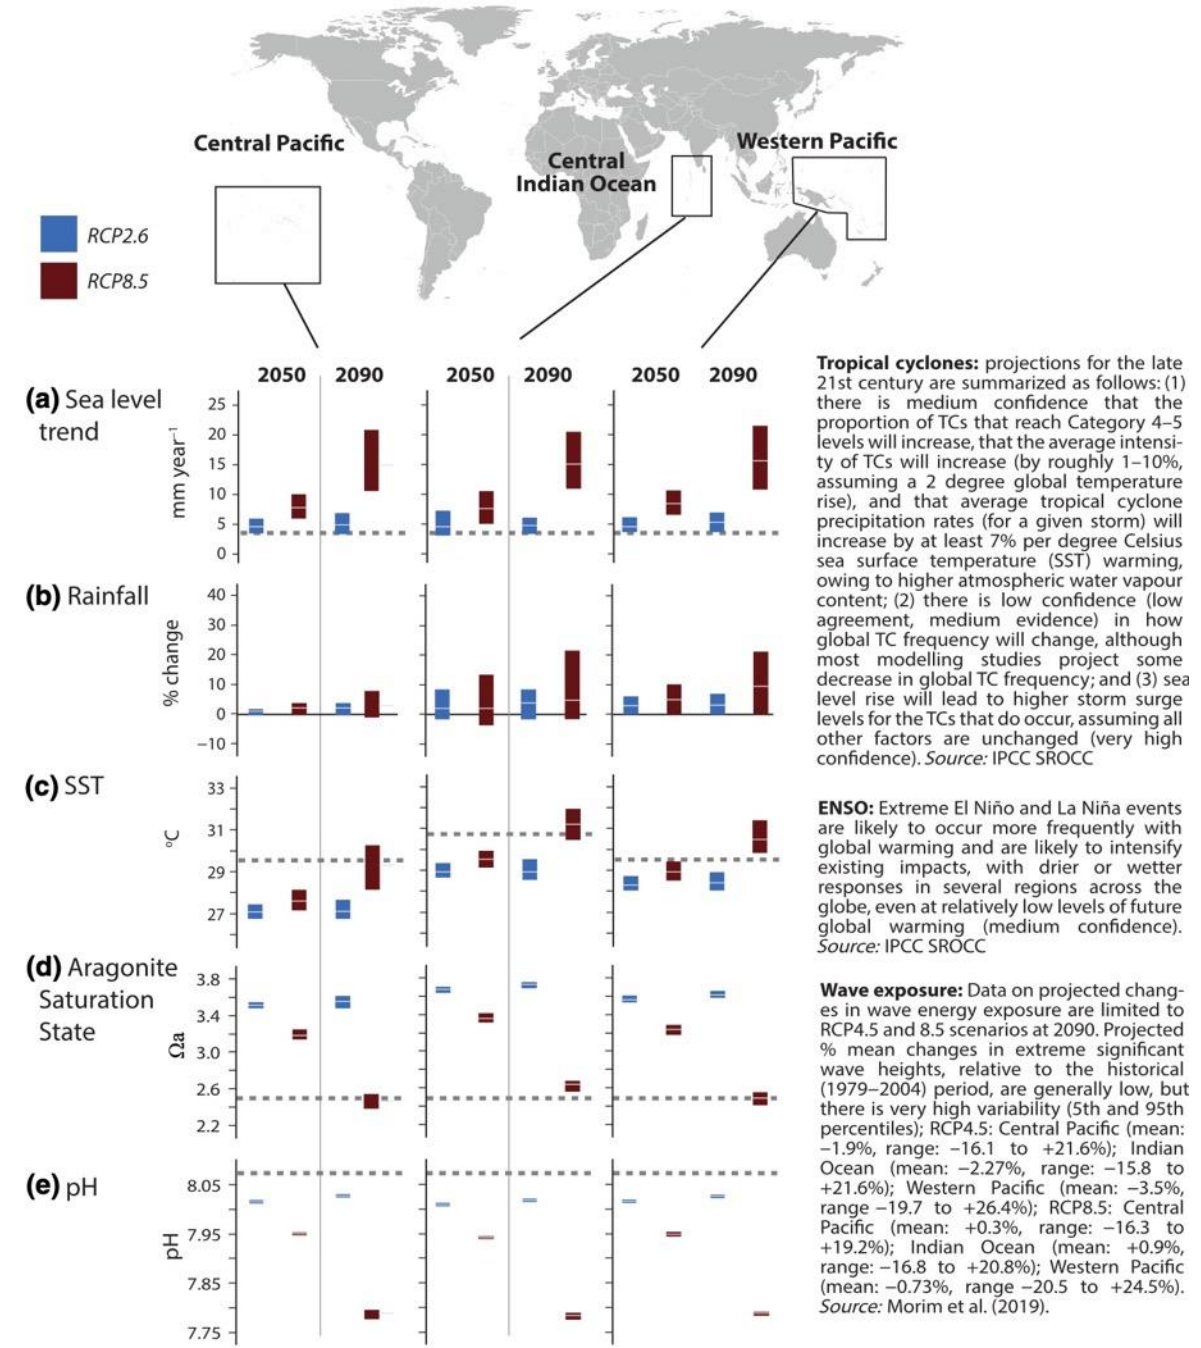 Central Pacific
Central
Indian Ocean
Western Pacific
RCP2.6
RCP8.5
2050 2090 2050 2090 2050 2090
(a) Sea level
trend
mm year⁻¹
25
20
15
10
5
0
(b) Rainfall
% change
40
30
20
10
0
−10
(c) SST
°C
33
31
29
27
(d) Aragonite
Saturation
State
Ωa
3.8
3.4
3.0
2.6
2.2
(e) pH
pH
8.05
7.95
7.85
7.75
Tropical cyclones: projections for the late
21st century are summarized as follows: (1)
there is medium confidence that the
proportion of TCs that reach Category 4–5
levels will increase, that the average intensi-
ty of TCs will increase (by roughly 1–10%,
assuming a 2 degree global temperature
rise), and that average tropical cyclone
precipitation rates (for a given storm) will
increase by at least 7% per degree Celsius
sea surface temperature (SST) warming,
owing to higher atmospheric water vapour
content; (2) there is low confidence (low
agreement, medium evidence) in how
global TC frequency will change, although
most modelling studies project some
decrease in global TC frequency; and (3) sea
level rise will lead to higher storm surge
levels for the TCs that do occur, assuming all
other factors are unchanged (very high
confidence). Source: IPCC SROCC
ENSO: Extreme El Niño and La Niña events
are likely to occur more frequently with
global warming and are likely to intensify
existing impacts, with drier or wetter
responses in several regions across the
globe, even at relatively low levels of future
global warming (medium confidence).
Source: IPCC SROCC
Wave exposure: Data on projected chang-
es in wave energy exposure are limited to
RCP4.5 and 8.5 scenarios at 2090. Projected
% mean changes in extreme significant
wave heights, relative to the historical
(1979–2004) period, are generally low, but
there is very high variability (5th and 95th
percentiles); RCP4.5: Central Pacific (mean:
−1.9%, range: −16.1 to +21.6%); Indian
Ocean (mean: −2.27%, range: −15.8 to
+21.6%); Western Pacific (mean: −3.5%,
range −19.7 to +26.4%); RCP8.5: Central
Pacific (mean: +0.3%, range: −16.3 to
+19.2%); Indian Ocean (mean: +0.9%,
range: −16.8 to +20.8%); Western Pacific
(mean: −0.73%, range −20.5 to +24.5%).
Source: Morim et al. (2019).